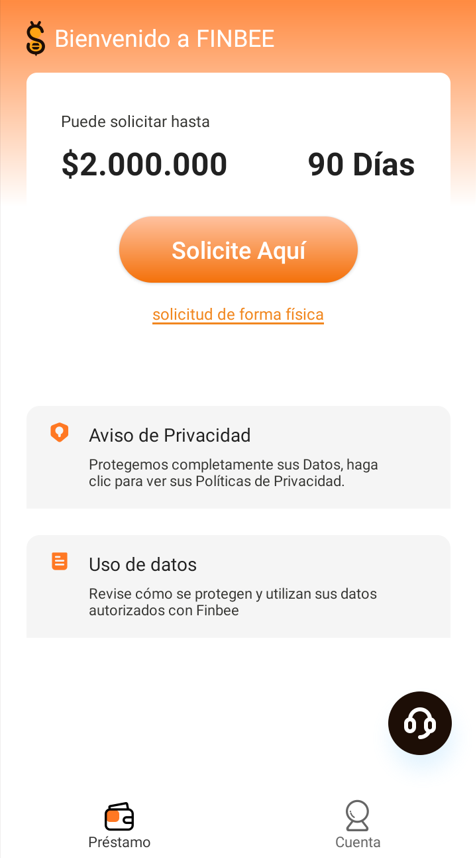 Bienvenido a FINBEE
Puede solicitar hasta
$2.000.000 90 Días
Solicite Aquí
solicitud de forma física
Aviso de Privacidad
Protegemos completamente sus Datos, haga
clic para ver sus Políticas de Privacidad.
Uso de datos
Revise cómo se protegen y utilizan sus datos
autorizados con Finbee
Préstamo Cuenta